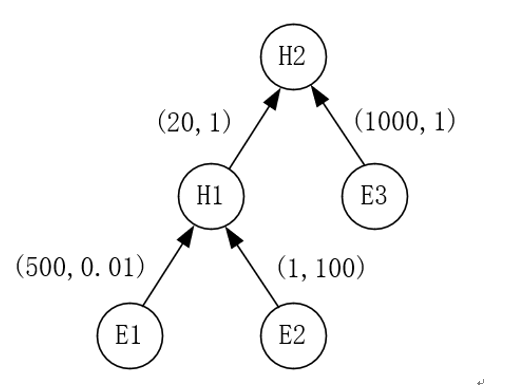 H2
(20,1)
(1000,1)
H1
E3
(500,0.01)
(1,100)
E1
E2